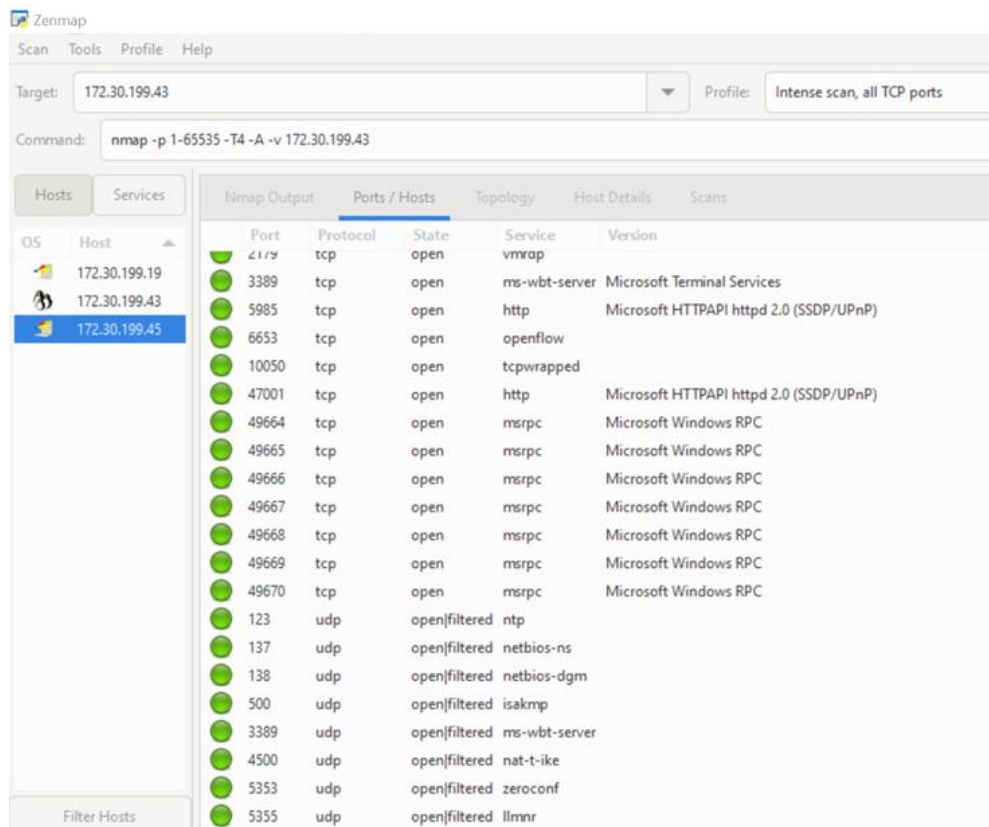 Zenmap
Scan Tools Profile Help
Target: 172.30.199.43 Profile: Intense scan, all TCP ports
Command: nmap -p 1-65535 -T4 -A -v 172.30.199.43
Hosts Services Nmap Output Ports / Hosts Topology Host Details Scans
OS Host Port Protocol State Service Version
2179 tcp open vmrdp
172.30.199.19
172.30.199.43
172.30.199.45
3389 tcp open ms-wbt-server Microsoft Terminal Services
5985 tcp open http Microsoft HTTPAPI httpd 2.0 (SSDP/UPnP)
6653 tcp open openflow
10050 tcp open tcpwrapped
47001 tcp open http Microsoft HTTPAPI httpd 2.0 (SSDP/UPnP)
49664 tcp open msrpc Microsoft Windows RPC
49665 tcp open msrpc Microsoft Windows RPC
49666 tcp open msrpc Microsoft Windows RPC
49667 tcp open msrpc Microsoft Windows RPC
49668 tcp open msrpc Microsoft Windows RPC
49669 tcp open msrpc Microsoft Windows RPC
49670 tcp open msrpc Microsoft Windows RPC
123 udp open|filtered ntp
137 udp open|filtered netbios-ns
138 udp open|filtered netbios-dgm
500 udp open|filtered isakmp
3389 udp open|filtered ms-wbt-server
4500 udp open|filtered nat-t-ike
5353 udp open|filtered zeroconf
5355 udp open|filtered llmnr
Filter Hosts